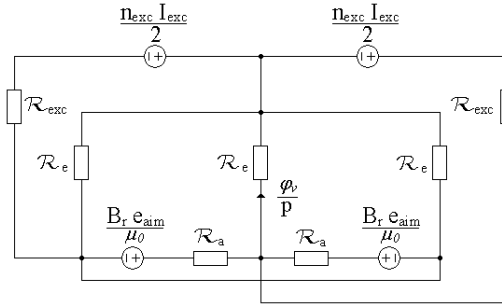 n_exc I_exc / 2
n_exc I_exc / 2
|+
|+
ℛ_exc
ℛ_exc
ℛ_e
ℛ_e
ℛ_e
φ_v / p
B_r e_aim / μ_0
ℛ_a
ℛ_a
B_r e_aim / μ_0
|+
+|